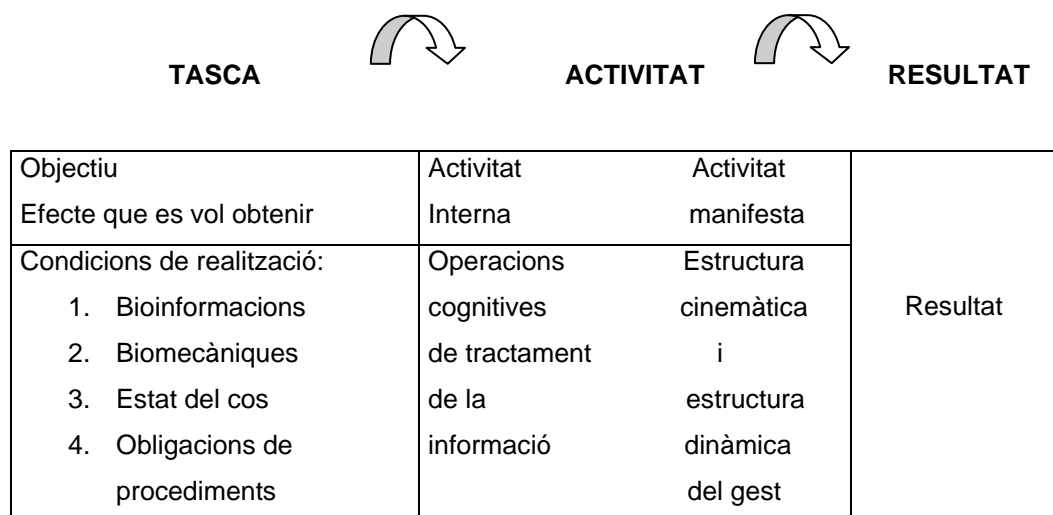 TASCA ACTIVITAT RESULTAT
Objectiu
Efecte que es vol obtenir
Activitat Activitat
Interna manifesta
Condicions de realització:
1. Bioinformacions
2. Biomecàniques
3. Estat del cos
4. Obligacions de
procediments
Operacions Estructura
cognitives cinemàtica
de tractament i
de la estructura
informació dinàmica
del gest
Resultat